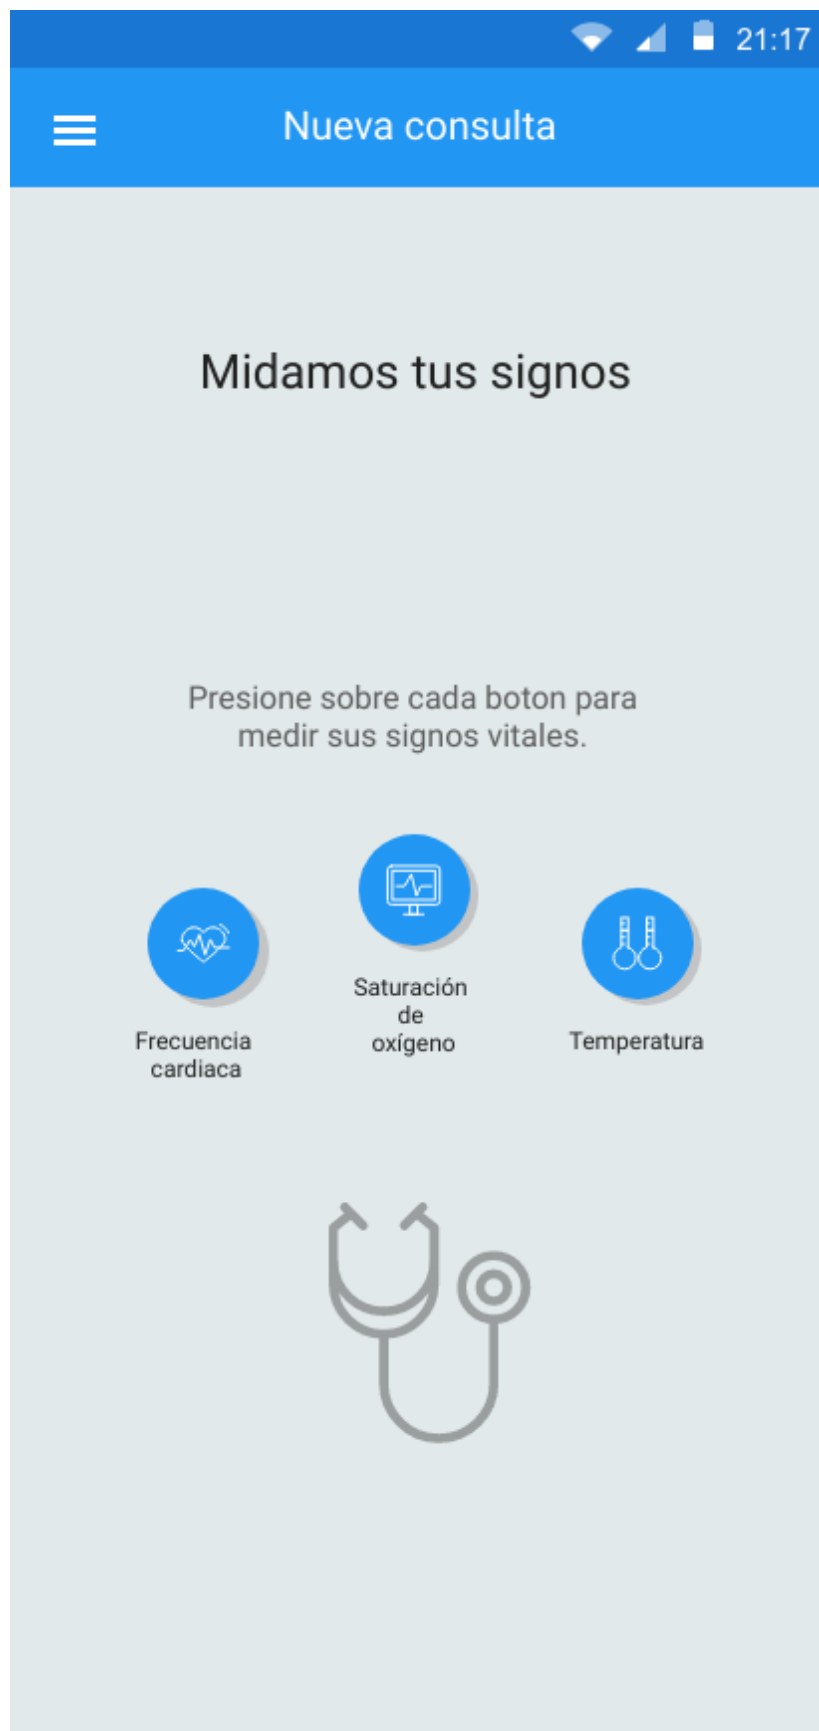 21:17
Nueva consulta
Midamos tus signos
Presione sobre cada boton para
medir sus signos vitales.
Frecuencia
cardiaca
Saturación
de
oxígeno
Temperatura